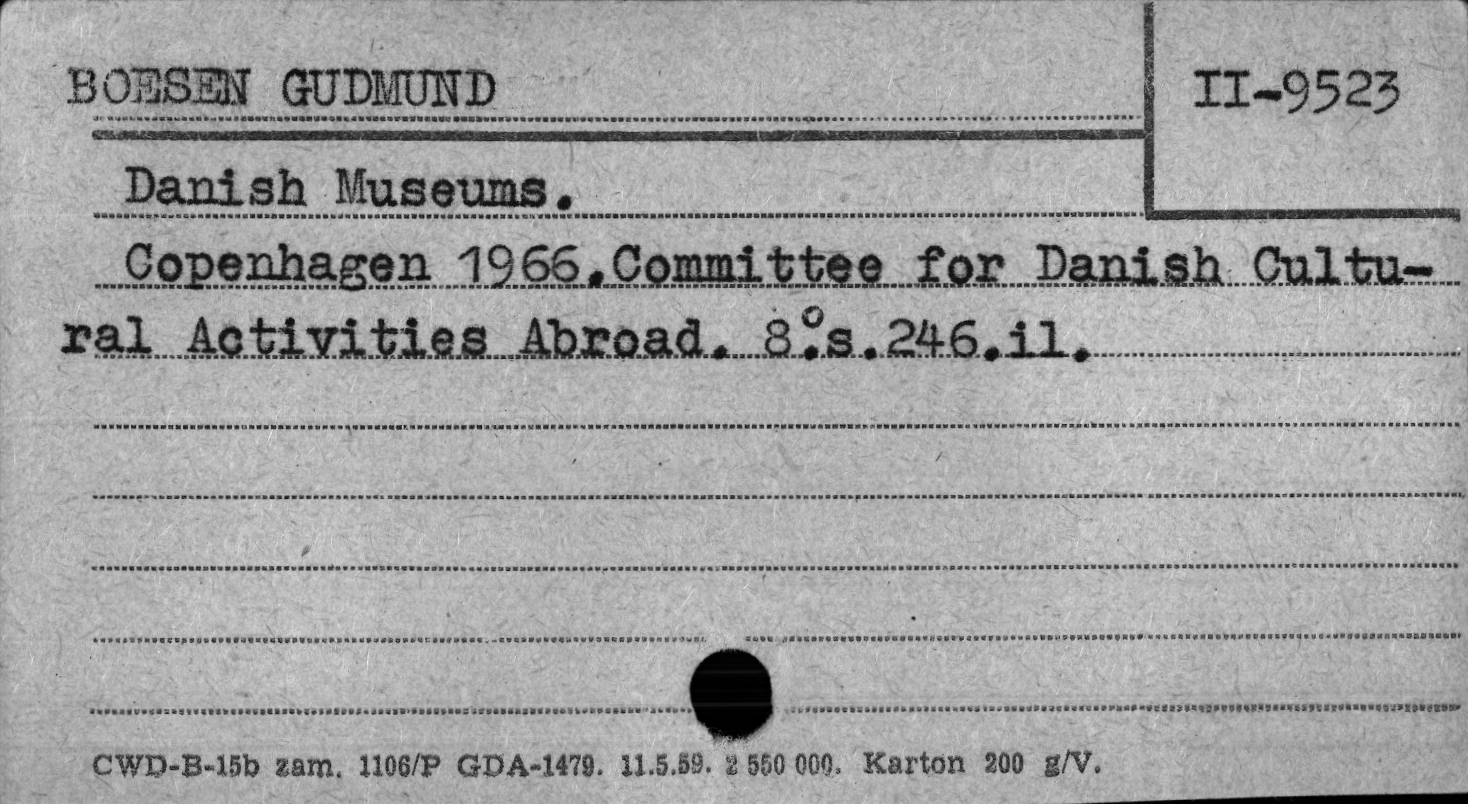 BOESEN GUDMUND
II-9523
Danish Museums.
Copenhagen 1966.Committee for Danish Cultu-
ral Activities Abroad. 8°.s.246.il.
CWD-B-15b zam. 1106/P GDA-1479. 11.5.59. 2 550 000. Karton 200 g/V.